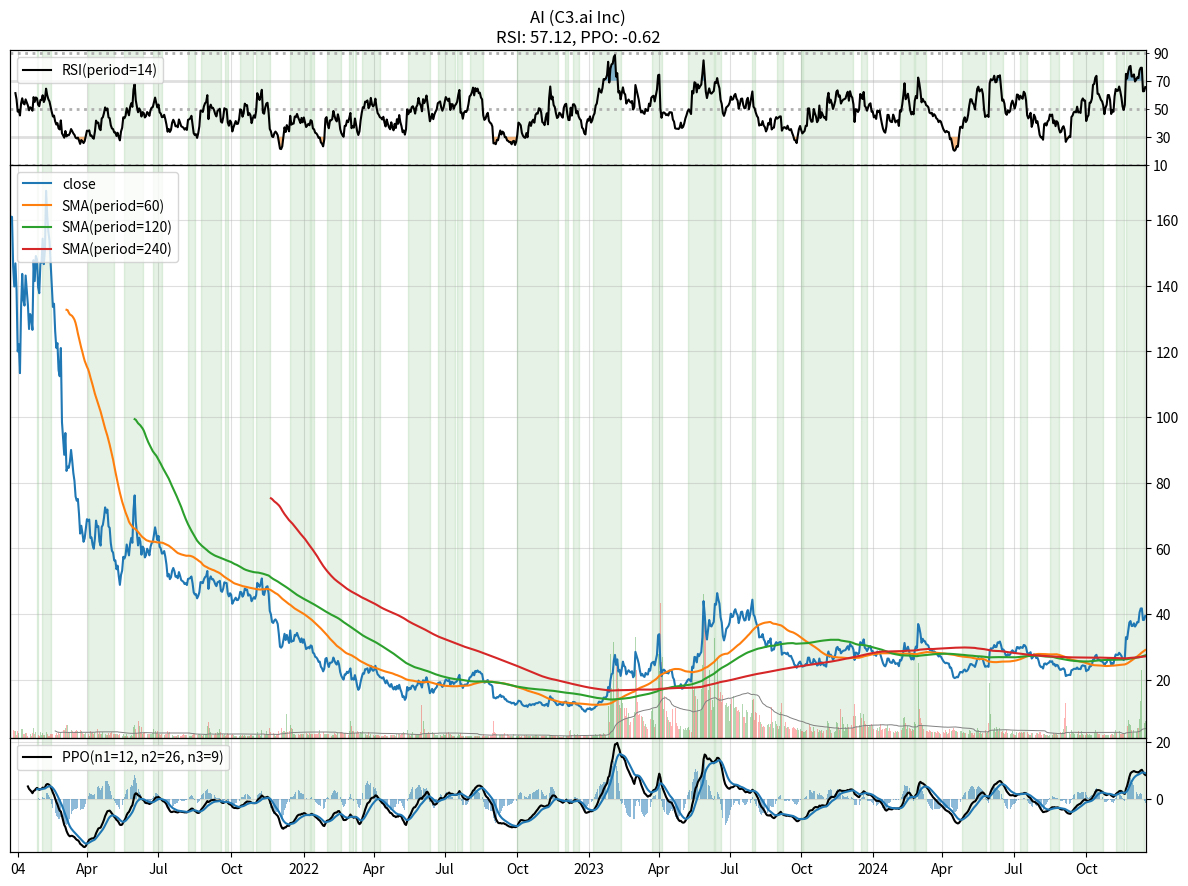 AI (C3.ai Inc)
RSI: 57.12, PPO: -0.62
RSI(period=14)
90
70
50
30
10
close
SMA(period=60)
SMA(period=120)
SMA(period=240)
160
140
120
100
80
60
40
20
PPO(n1=12, n2=26, n3=9)
20
0
04 Apr Jul Oct 2022 Apr Jul Oct 2023 Apr Jul Oct 2024 Apr Jul Oct